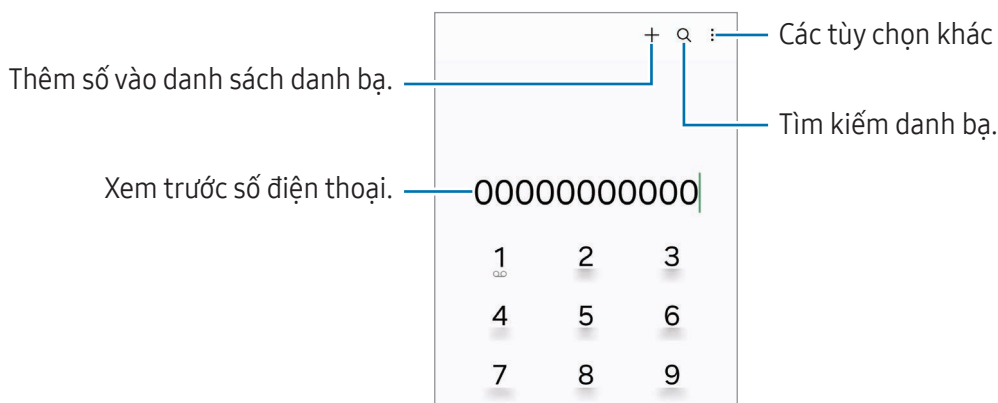 Các tùy chọn khác
Thêm số vào danh sách danh bạ.
Tìm kiếm danh bạ.
Xem trước số điện thoại.
00000000000
1 2 3
4 5 6
7 8 9